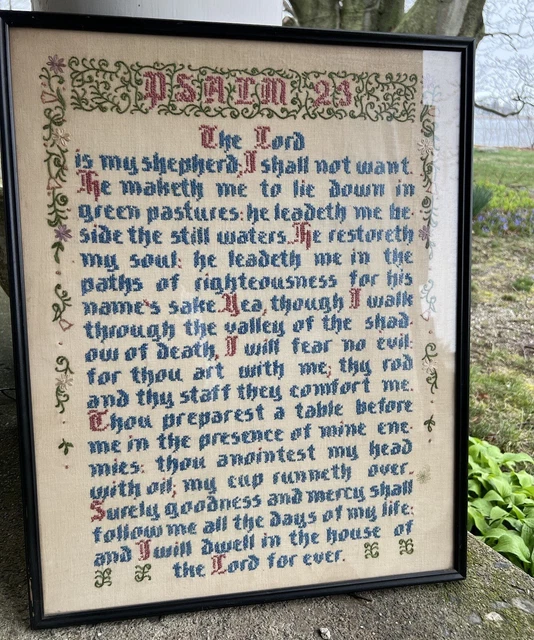 PSALM 23
The Lord
is my shepherd; I shall not want.
He maketh me to lie down in
green pastures: he leadeth me be-
side the still waters. He restoreth
my soul: he leadeth me in the
paths of righteousness for his
name's sake. Yea, though I walk
through the valley of the shad-
ow of death, I will fear no evil:
for thou art with me; thy rod
and thy staff they comfort me.
Thou preparest a table before
me in the presence of mine ene-
mies: thou anointest my head
with oil; my cup runneth over.
Surely goodness and mercy shall
follow me all the days of my life:
and I will dwell in the house of
the Lord for ever.